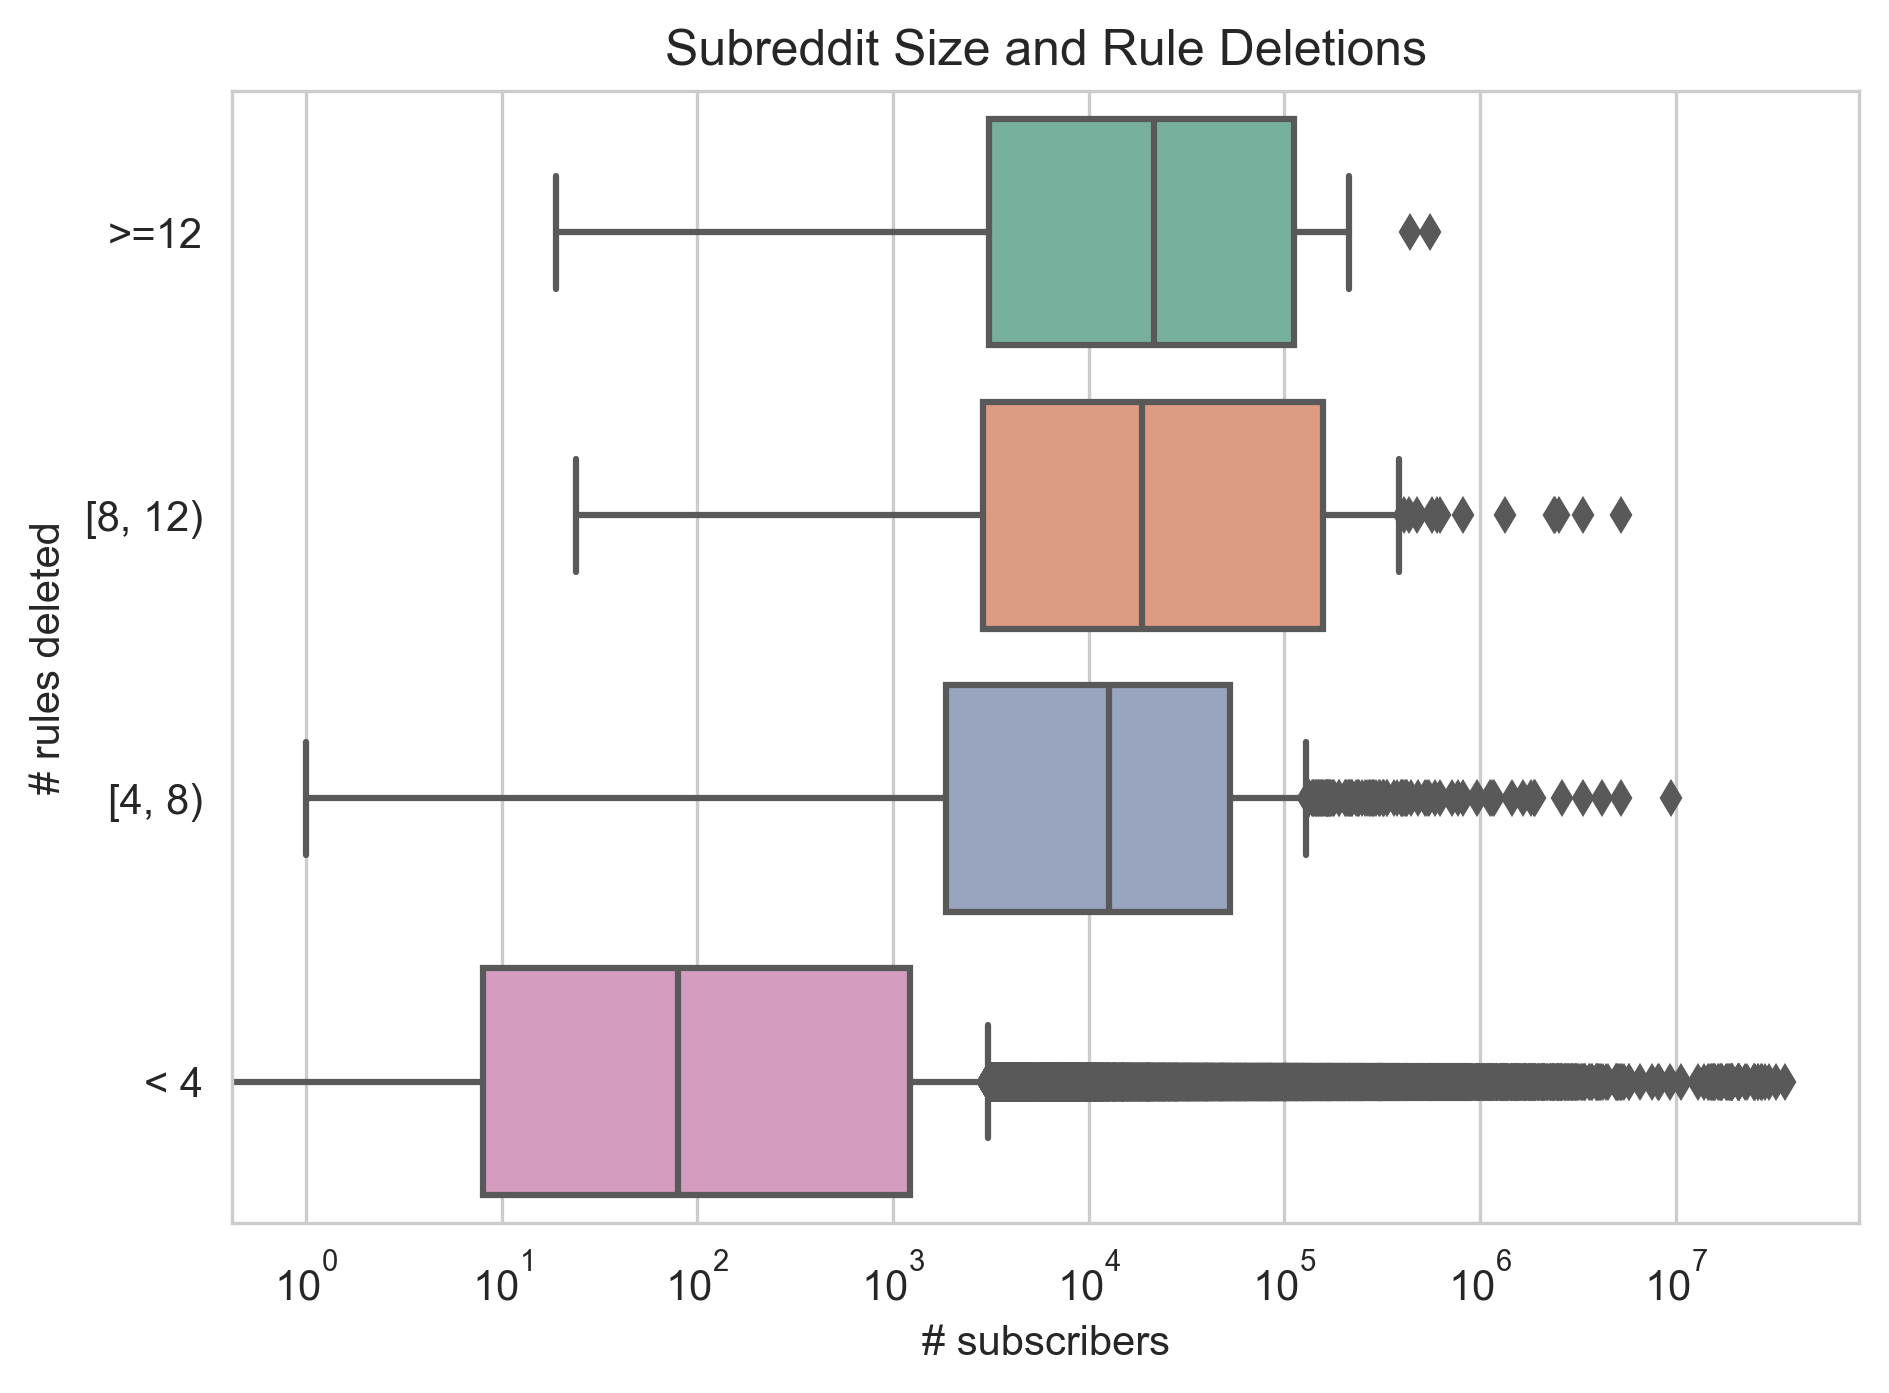 Subreddit Size and Rule Deletions
# rules deleted
>=12
[8, 12)
[4, 8)
< 4
10^0 10^1 10^2 10^3 10^4 10^5 10^6 10^7
# subscribers